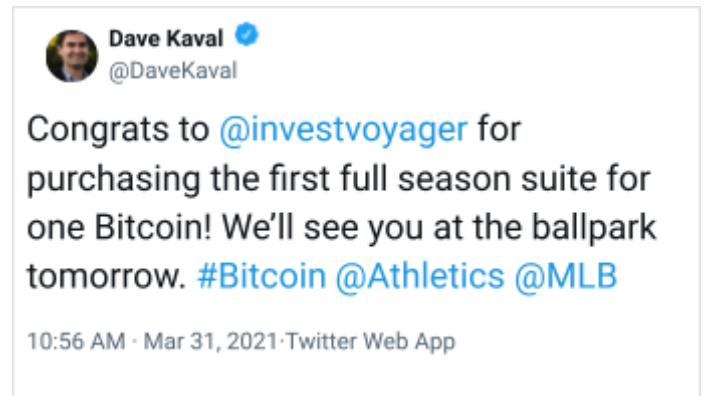 Dave Kaval
@DaveKaval
Congrats to @investvoyager for
purchasing the first full season suite for
one Bitcoin! We’ll see you at the ballpark
tomorrow. #Bitcoin @Athletics @MLB
10:56 AM · Mar 31, 2021·Twitter Web App